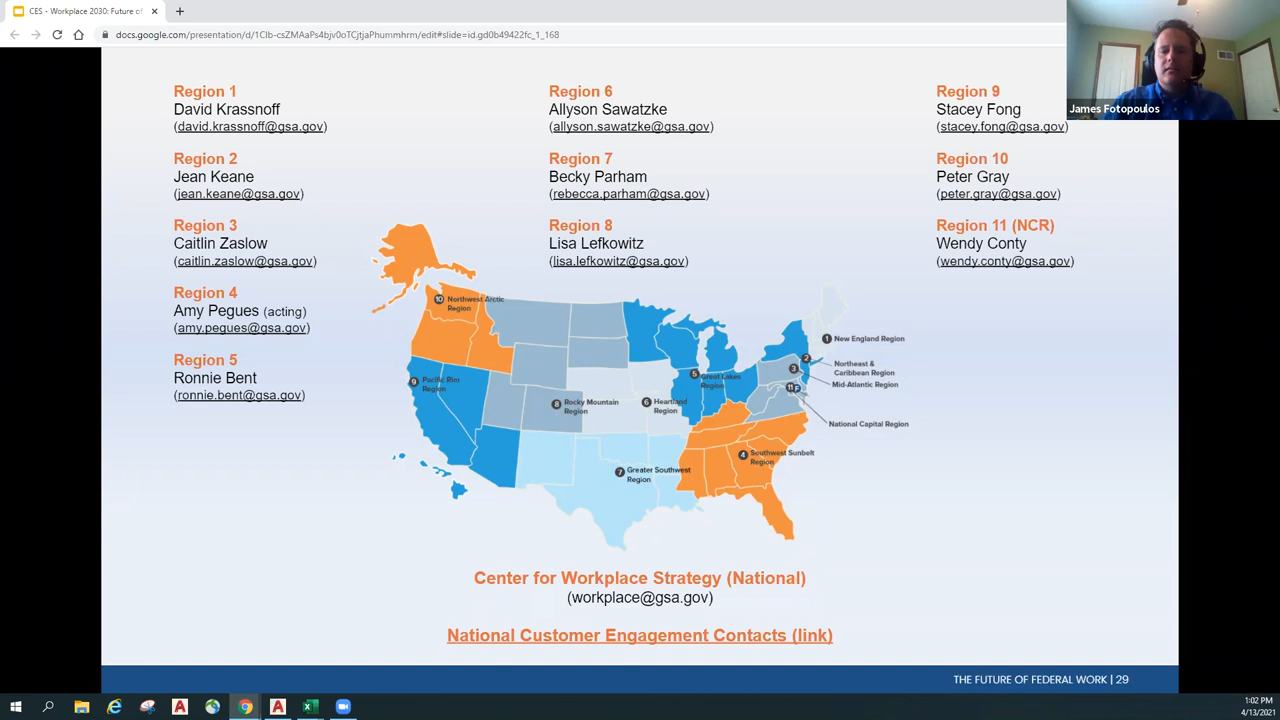 CES - Workplace 2030: Future of
docs.google.com/presentation/d/1CIb-csZMAaPs4bjv0oTCjtjaPhummhrm/edit#slide=id.gd0b49422fc_1_168
James Fotopoulos
Region 1
David Krassnoff
(david.krassnoff@gsa.gov)
Region 2
Jean Keane
(jean.keane@gsa.gov)
Region 3
Caitlin Zaslow
(caitlin.zaslow@gsa.gov)
Region 4
Amy Pegues (acting)
(amy.pegues@gsa.gov)
Region 5
Ronnie Bent
(ronnie.bent@gsa.gov)
Region 6
Allyson Sawatzke
(allyson.sawatzke@gsa.gov)
Region 7
Becky Parham
(rebecca.parham@gsa.gov)
Region 8
Lisa Lefkowitz
(lisa.lefkowitz@gsa.gov)
Region 9
Stacey Fong
(stacey.fong@gsa.gov)
Region 10
Peter Gray
(peter.gray@gsa.gov)
Region 11 (NCR)
Wendy Conty
(wendy.conty@gsa.gov)
10 Northwest Arctic
Region
9 Pacific Rim
Region
8 Rocky Mountain
Region
6 Heartland
Region
5 Great Lakes
Region
7 Greater Southwest
Region
4 Southwest Sunbelt
Region
1 New England Region
2 Northeast &
Caribbean Region
3 Mid-Atlantic Region
11 National Capital Region
Center for Workplace Strategy (National)
(workplace@gsa.gov)
National Customer Engagement Contacts (link)
THE FUTURE OF FEDERAL WORK | 29
1:02 PM
4/13/2021